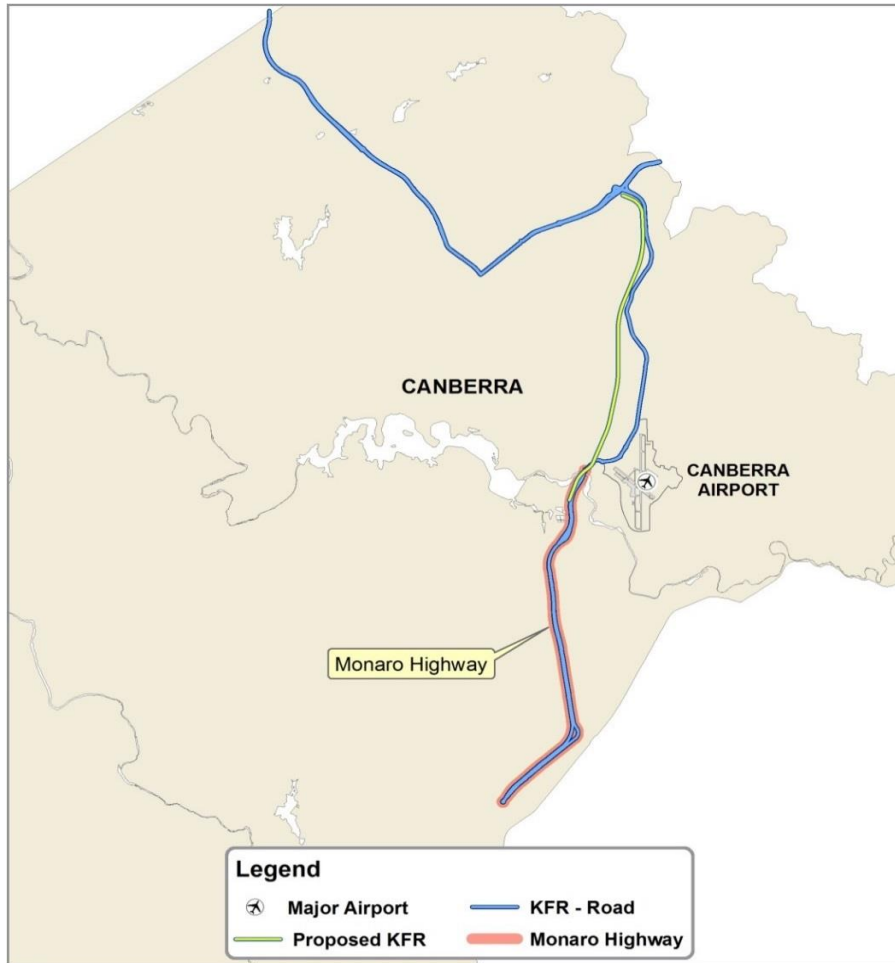 CANBERRA
CANBERRA
AIRPORT
Monaro Highway
Legend
Major Airport
KFR - Road
Proposed KFR
Monaro Highway